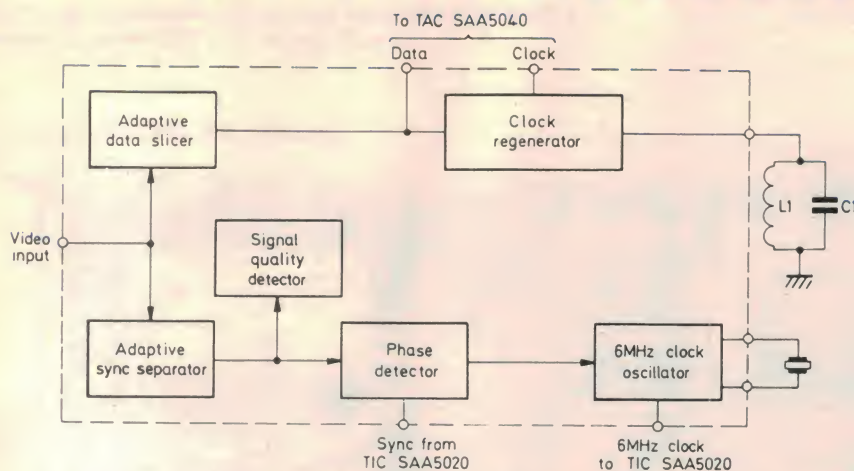 To TAC SAA5040
Data
Clock
Adaptive
data slicer
Clock
regenerator
Video
input
Signal
quality
detector
L1
C1
Adaptive
sync separator
Phase
detector
6MHz clock
oscillator
Sync from
TIC SAA5020
6MHz clock
to TIC SAA5020